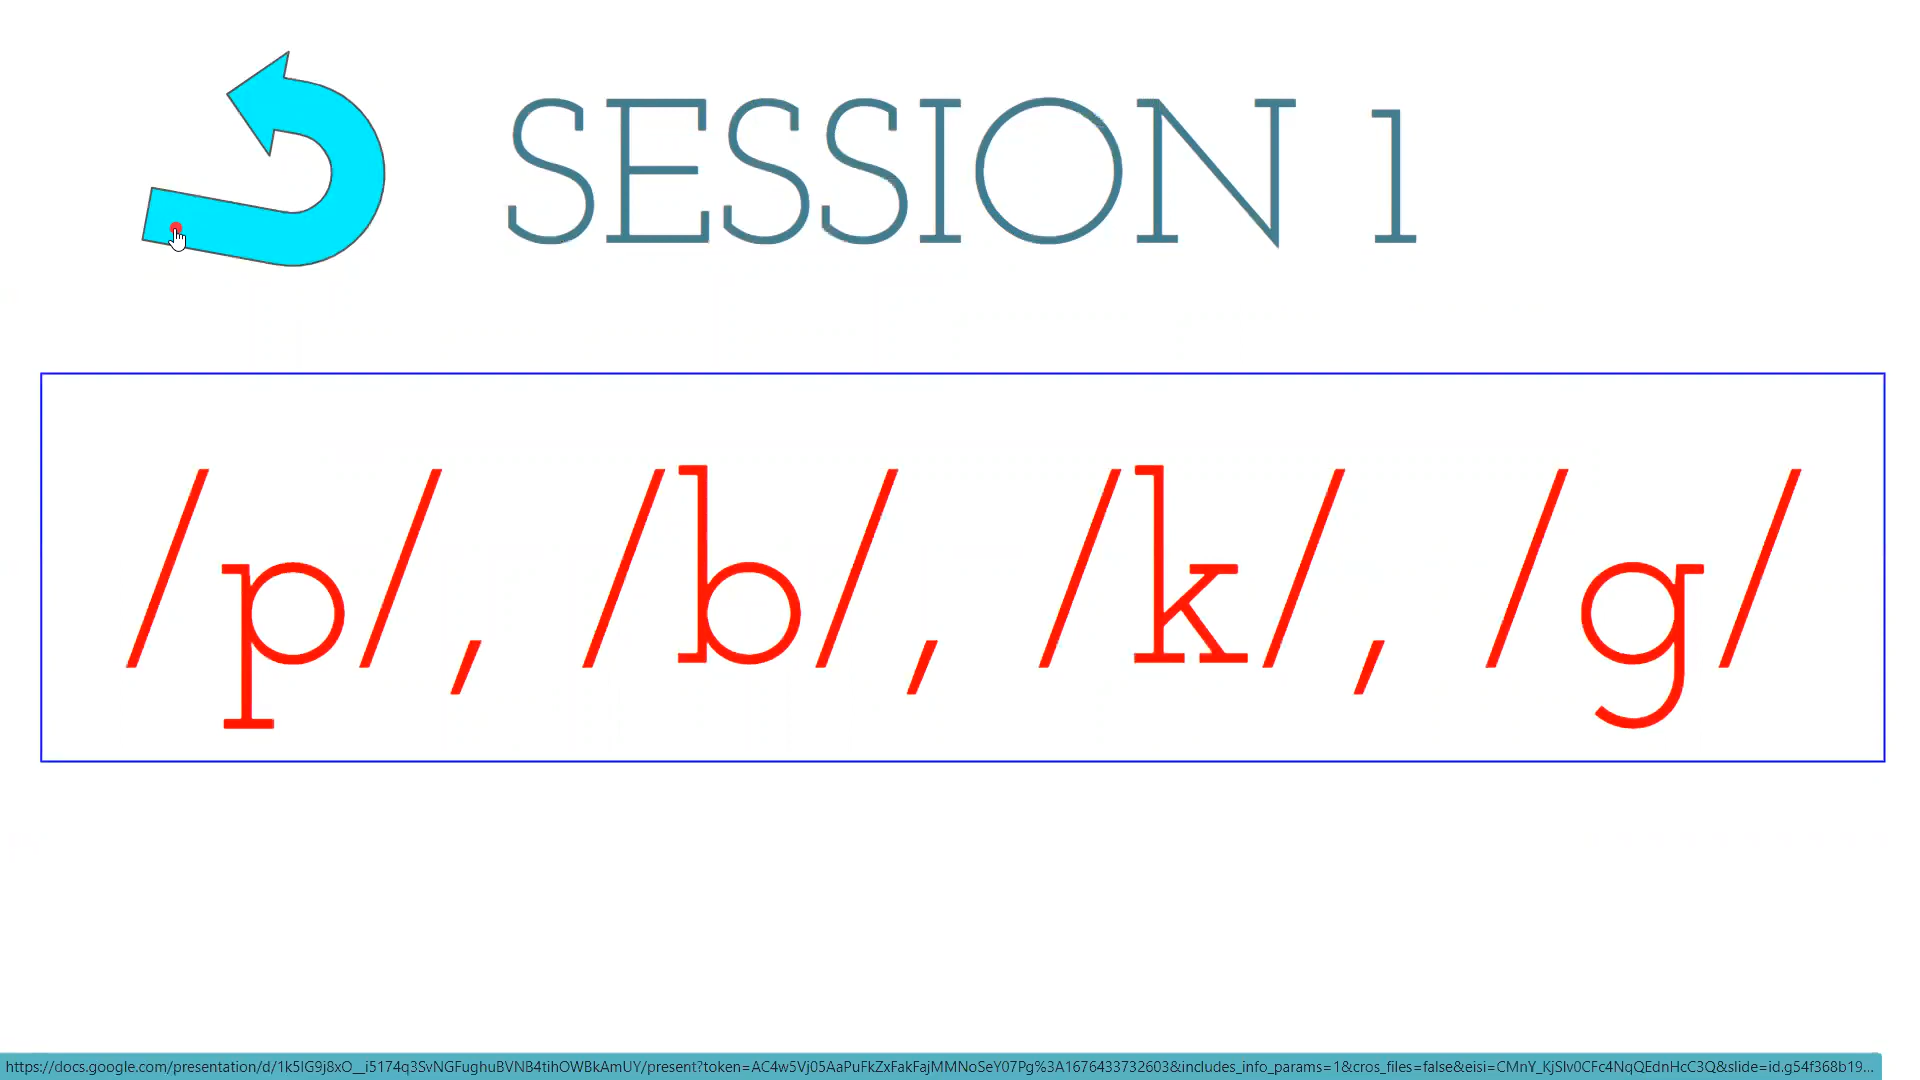 SESSION 1
/p/, /b/, /k/, /g/
https://docs.google.com/presentation/d/1k5IG9j8xO__i5174q3SvNGFughuBVNB4tihOWBkAmUY/present?token=AC4w5Vj05AaPuFkZxFakFajMMNoSeY07Pg%3A1676433732603&includes_info_params=1&cros_files=false&eisi=CMnY_KjSlv0CFc4NqQEdnHcC3Q&slide=id.g54f368b19...